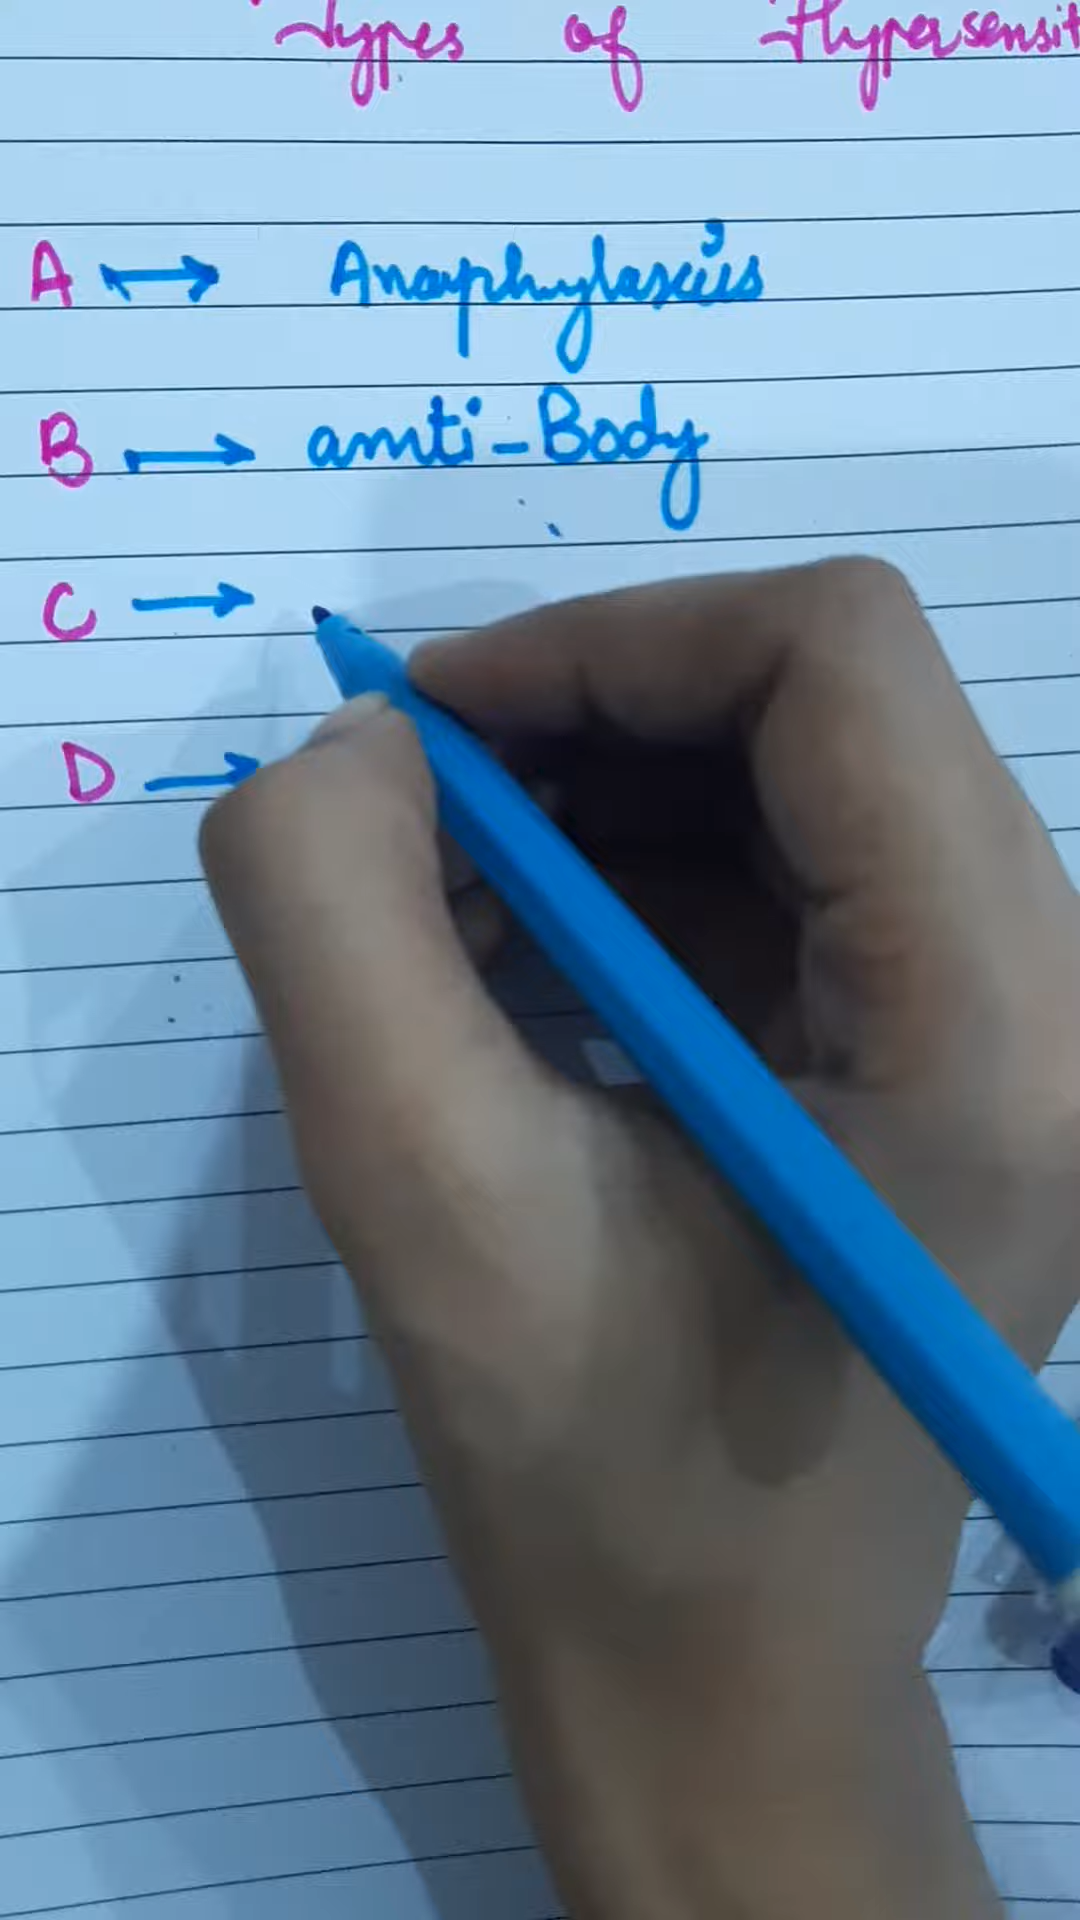 Types of Hypersensit
A → Anaphylaxis
B → anti-Body
C →
D →